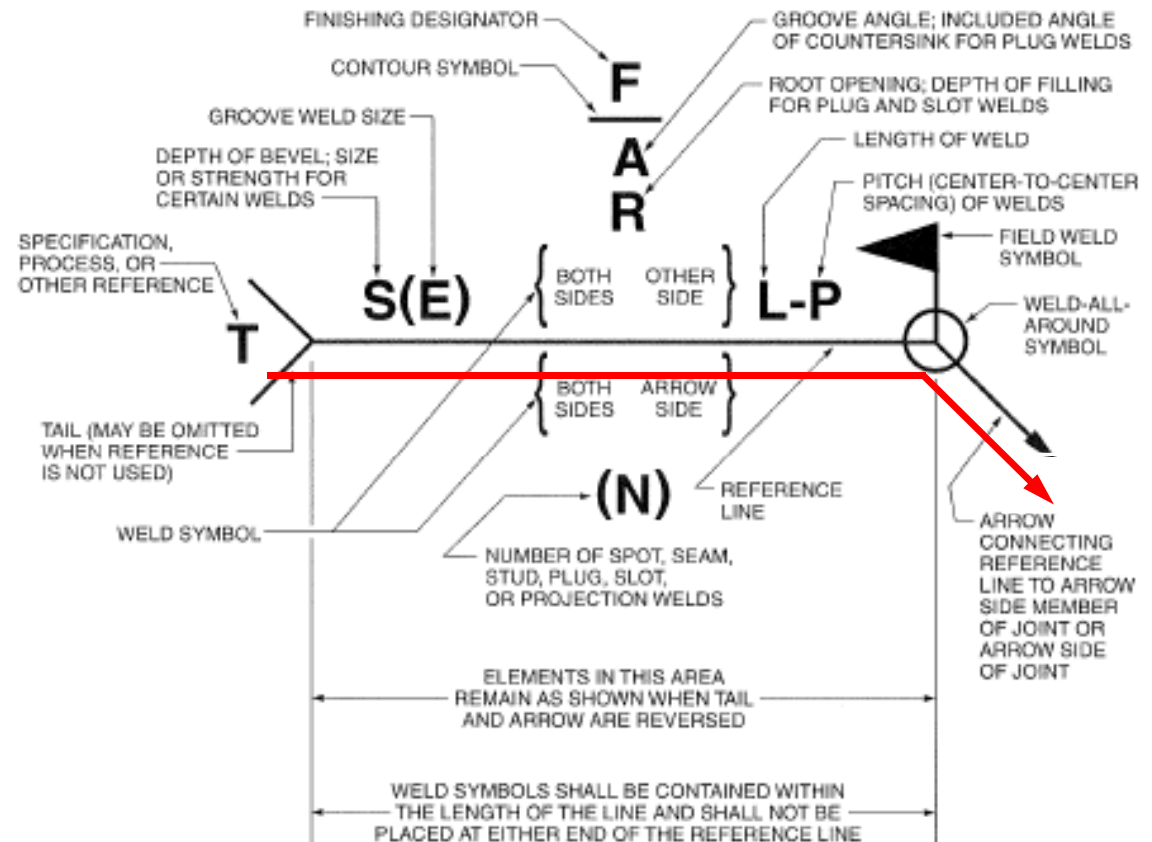 FINISHING DESIGNATOR
CONTOUR SYMBOL
GROOVE WELD SIZE
DEPTH OF BEVEL; SIZE
OR STRENGTH FOR
CERTAIN WELDS
SPECIFICATION,
PROCESS, OR
OTHER REFERENCE
F
A
R
GROOVE ANGLE; INCLUDED ANGLE
OF COUNTERSINK FOR PLUG WELDS
ROOT OPENING; DEPTH OF FILLING
FOR PLUG AND SLOT WELDS
LENGTH OF WELD
PITCH (CENTER-TO-CENTER
SPACING) OF WELDS
FIELD WELD
SYMBOL
WELD-ALL-
AROUND
SYMBOL
T
S(E)
{
BOTH
SIDES
OTHER
SIDE
}
L-P
{
BOTH
SIDES
ARROW
SIDE
}
TAIL (MAY BE OMITTED
WHEN REFERENCE
IS NOT USED)
WELD SYMBOL
(N)
REFERENCE
LINE
NUMBER OF SPOT, SEAM,
STUD, PLUG, SLOT,
OR PROJECTION WELDS
ARROW
CONNECTING
REFERENCE
LINE TO ARROW
SIDE MEMBER
OF JOINT OR
ARROW SIDE
OF JOINT
ELEMENTS IN THIS AREA
REMAIN AS SHOWN WHEN TAIL
AND ARROW ARE REVERSED
WELD SYMBOLS SHALL BE CONTAINED WITHIN
THE LENGTH OF THE LINE AND SHALL NOT BE
PLACED AT EITHER END OF THE REFERENCE LINE